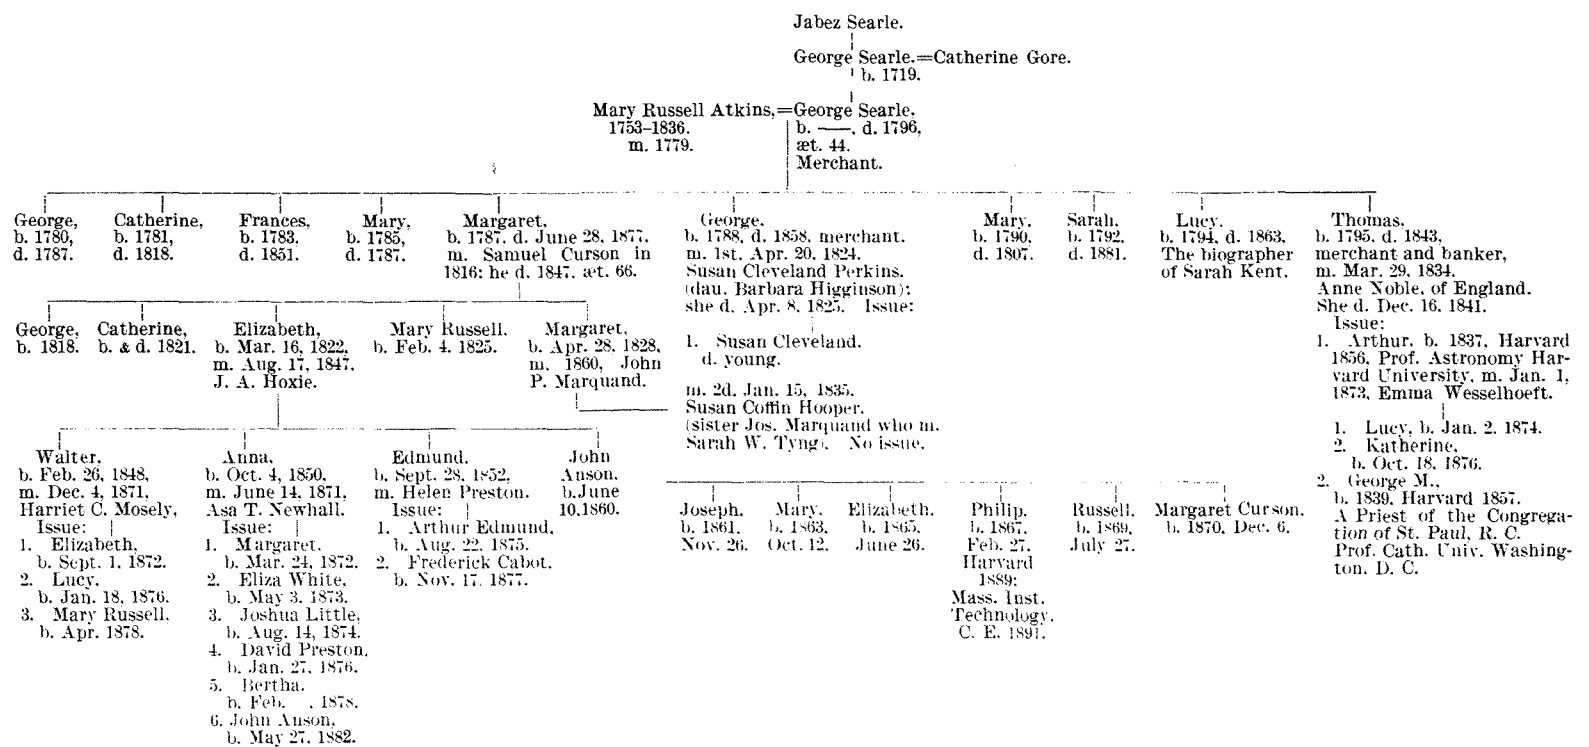 Jabez Searle.
George Searle.=Catherine Gore.
b. 1719.
Mary Russell Atkins,=George Searle,
1753–1836.
m. 1779.
b. ——, d. 1796,
æt. 44.
Merchant.
George,
b. 1780,
d. 1787.
Catherine,
b. 1781,
d. 1818.
Frances,
b. 1783,
d. 1851.
Mary,
b. 1785,
d. 1787.
Margaret,
b. 1787, d. June 28, 1877,
m. Samuel Curson in
1816; he d. 1847, æt. 66.
George.
b. 1788, d. 1858, merchant.
m. 1st. Apr. 20, 1824.
Susan Cleveland Perkins.
(dau. Barbara Higginson);
she d. Apr. 8, 1825. Issue:
1. Susan Cleveland,
d. young.
m. 2d. Jan. 15, 1835.
Susan Coffin Hooper.
(sister Jos. Marquand who m.
Sarah W. Tyng). No issue.
Mary.
b. 1790,
d. 1807.
Sarah.
b. 1792,
d. 1881.
Lucy.
b. 1794, d. 1863,
The biographer
of Sarah Kent.
Thomas.
b. 1795, d. 1843,
merchant and banker,
m. Mar. 29, 1834.
Anne Noble, of England.
She d. Dec. 16, 1841.
Issue:
1. Arthur, b. 1837, Harvard
1856, Prof. Astronomy Har-
vard University, m. Jan. 1,
1873, Emma Wesselhoeft.
1. Lucy, b. Jan. 2, 1874.
2. Katherine,
b. Oct. 18, 1876.
2. George M.,
b. 1839, Harvard 1857.
A Priest of the Congrega-
tion of St. Paul, R. C.
Prof. Cath. Univ. Washing-
ton, D. C.
George,
b. 1818.
Catherine,
b. & d. 1821.
Elizabeth,
b. Mar. 16, 1822,
m. Aug. 17, 1847,
J. A. Hoxie.
Mary Russell.
b. Feb. 4, 1825.
Margaret,
b. Apr. 28, 1828,
m. 1860, John
P. Marquand.
Walter,
b. Feb. 26, 1848,
m. Dec. 4, 1871,
Harriet C. Mosely,
Issue:
1. Elizabeth,
b. Sept. 1, 1872.
2. Lucy,
b. Jan. 18, 1876.
3. Mary Russell,
b. Apr. 1878.
Anna,
b. Oct. 4, 1850,
m. June 14, 1871,
Asa T. Newhall.
Issue:
1. Margaret,
b. Mar. 24, 1872.
2. Eliza White,
b. May 3, 1873.
3. Joshua Little,
b. Aug. 14, 1874.
4. David Preston,
b. Jan. 27, 1876.
5. Bertha,
b. Feb. , 1878.
6. John Anson,
b. May 27, 1882.
Edmund,
b. Sept. 28, 1852,
m. Helen Preston.
Issue:
1. Arthur Edmund,
b. Aug. 22, 1875.
2. Frederick Cabot,
b. Nov. 17, 1877.
John
Anson,
b.June
10,1860.
Joseph,
b. 1861,
Nov. 26.
Mary,
b. 1863,
Oct. 12.
Elizabeth,
b. 1865,
June 26.
Philip,
b. 1867,
Feb. 27,
Harvard
1889;
Mass. Inst.
Technology,
C. E. 1891.
Russell,
b. 1869,
July 27.
Margaret Curson,
b. 1870, Dec. 6.